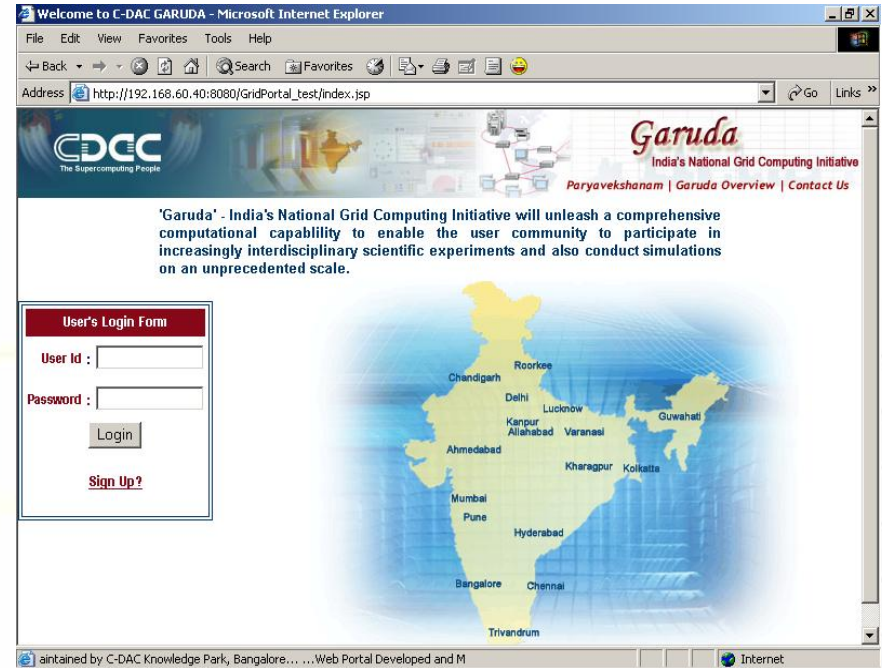 Welcome to C-DAC GARUDA - Microsoft Internet Explorer
File Edit View Favorites Tools Help
Back Search Favorites
Address http://192.168.60.40:8080/GridPortal_test/index.jsp Go Links »
CDAC
The Supercomputing People
Garuda
India's National Grid Computing Initiative
Paryavekshanam | Garuda Overview | Contact Us
'Garuda' - India's National Grid Computing Initiative will unleash a comprehensive
computational capablility to enable the user community to participate in
increasingly interdisciplinary scientific experiments and also conduct simulations
on an unprecedented scale.
User's Login Form
User Id :
Password :
Login
Sign Up?
Roorkee
Chandigarh
Delhi
Lucknow
Kanpur
Guwahati
Allahabad Varanasi
Ahmedabad
Kharagpur Kolkatta
Mumbai
Pune
Hyderabad
Bangalore Chennai
Trivandrum
aintained by C-DAC Knowledge Park, Bangalore... ...Web Portal Developed and M Internet